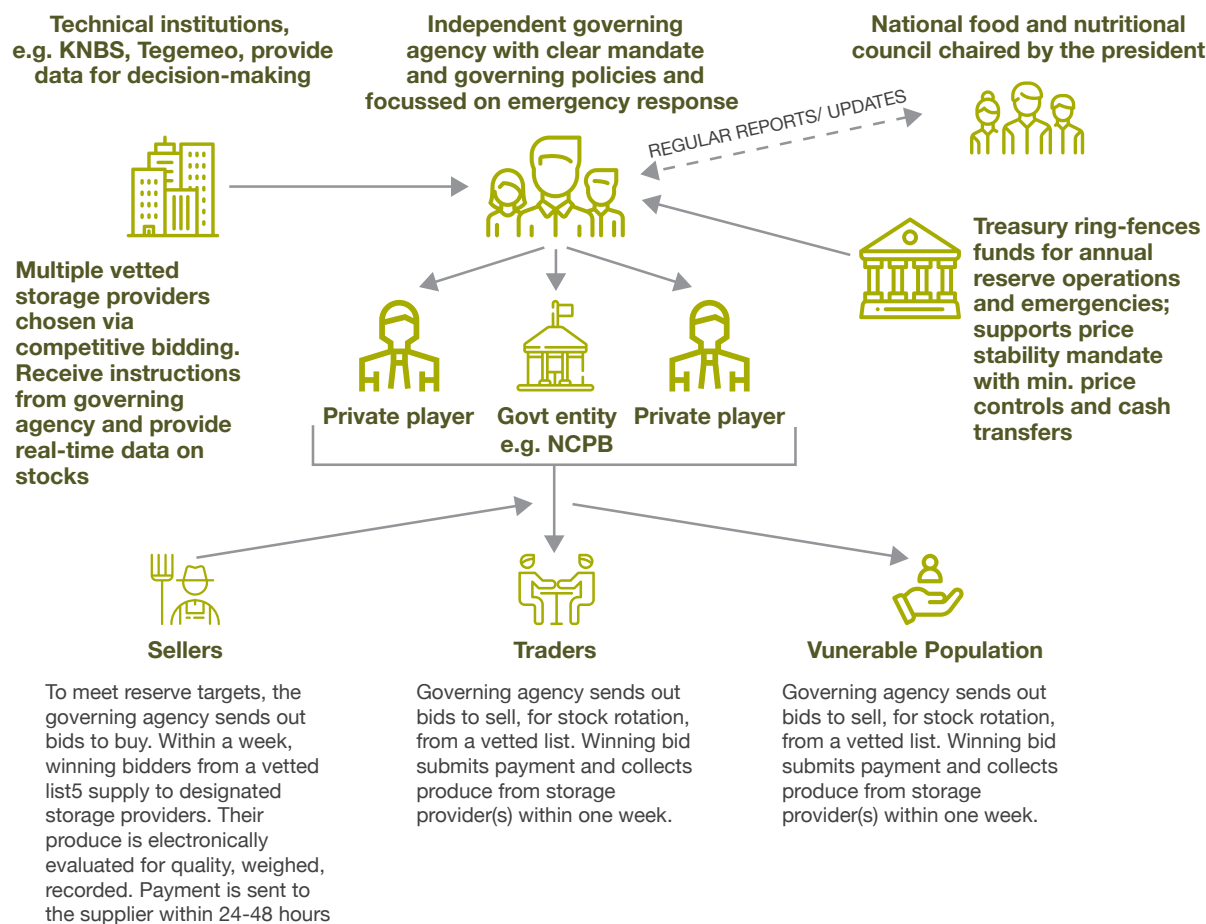 Technical institutions,
e.g. KNBS, Tegemeo, provide
data for decision-making
Independent governing
agency with clear mandate
and governing policies and
focussed on emergency response
National food and nutritional
council chaired by the president
REGULAR REPORTS/ UPDATES
Multiple vetted
storage providers
chosen via
competitive bidding.
Receive instructions
from governing
agency and provide
real-time data on
stocks
Private player
Govt entity
e.g. NCPB
Private player
Treasury ring-fences
funds for annual
reserve operations
and emergencies;
supports price
stability mandate
with min. price
controls and cash
transfers
Sellers
To meet reserve targets, the
governing agency sends out
bids to buy. Within a week,
winning bidders from a vetted
list5 supply to designated
storage providers. Their
produce is electronically
evaluated for quality, weighed,
recorded. Payment is sent to
the supplier within 24-48 hours
Traders
Governing agency sends out
bids to sell, for stock rotation,
from a vetted list. Winning bid
submits payment and collects
produce from storage
provider(s) within one week.
Vunerable Population
Governing agency sends out
bids to sell, for stock rotation,
from a vetted list. Winning bid
submits payment and collects
produce from storage
provider(s) within one week.